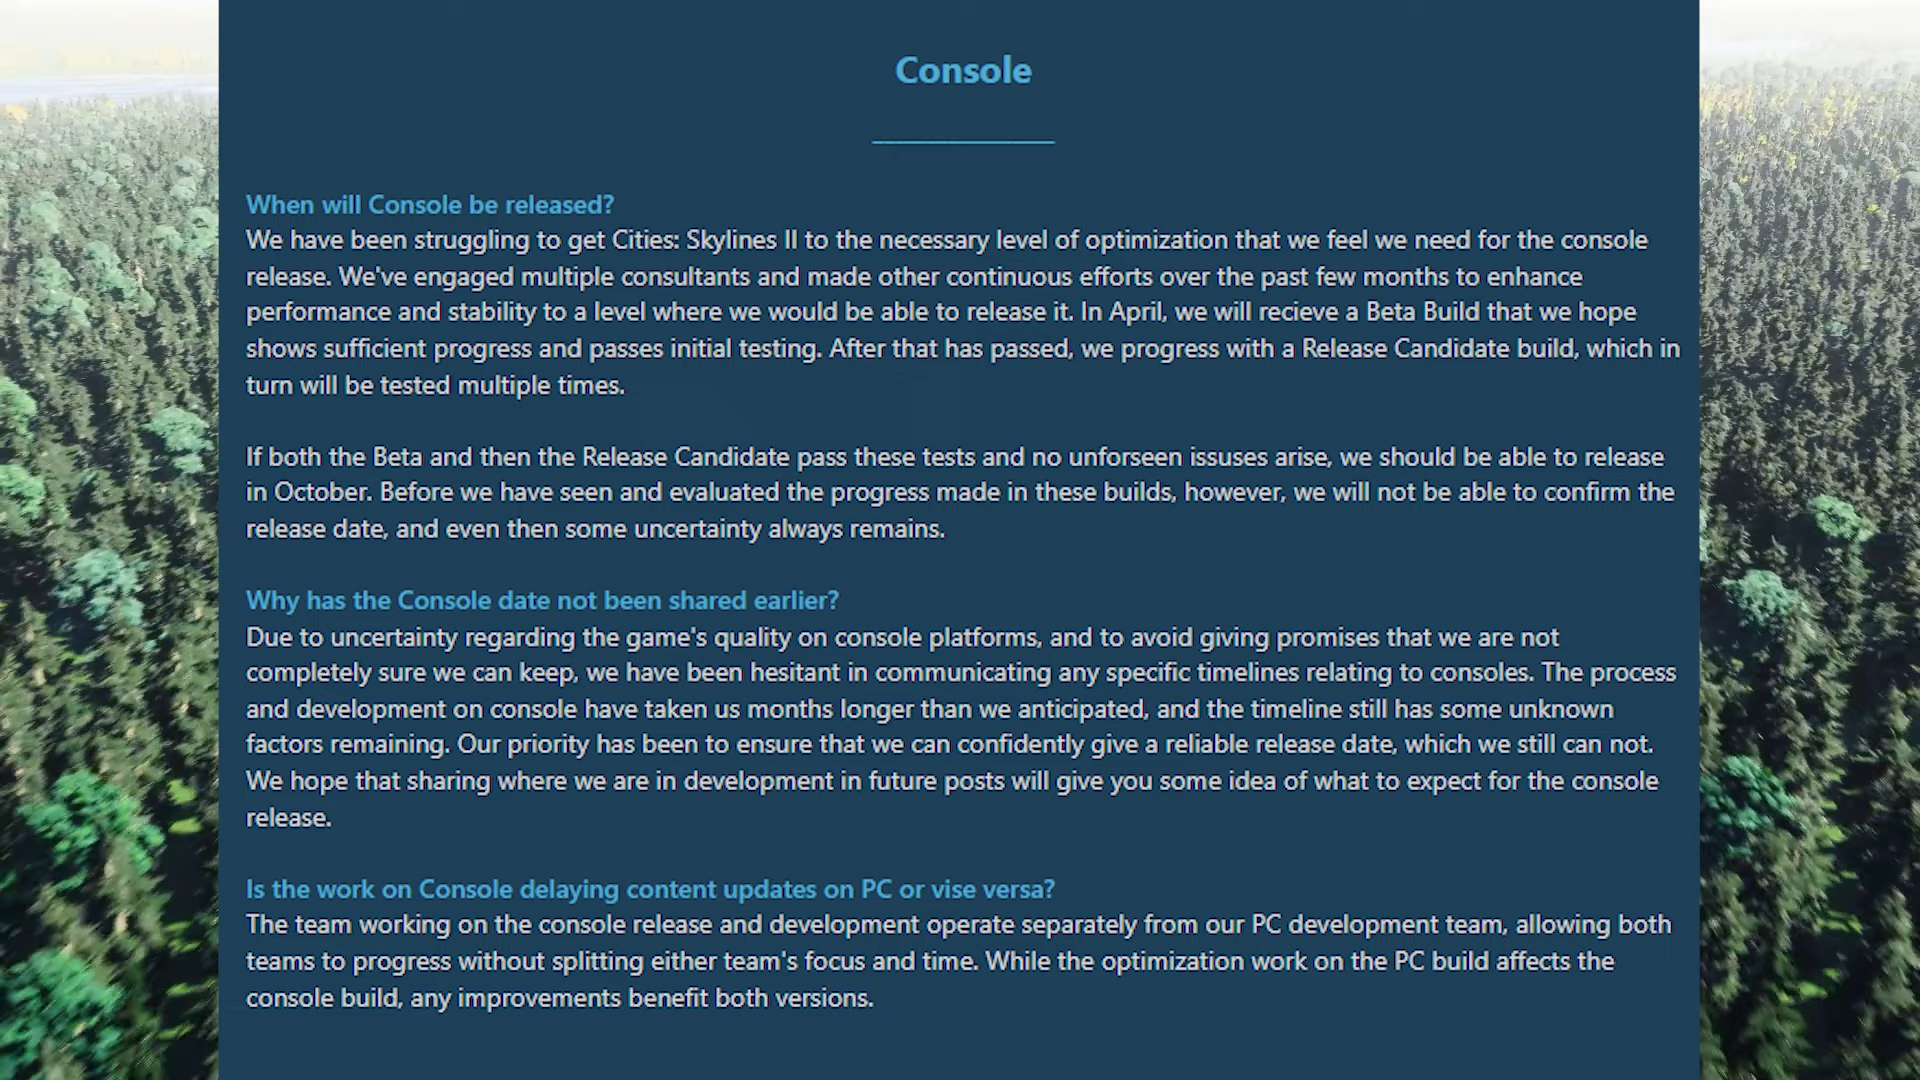 Console
When will Console be released?
We have been struggling to get Cities: Skylines II to the necessary level of optimization that we feel we need for the console
release. We've engaged multiple consultants and made other continuous efforts over the past few months to enhance
performance and stability to a level where we would be able to release it. In April, we will recieve a Beta Build that we hope
shows sufficient progress and passes initial testing. After that has passed, we progress with a Release Candidate build, which in
turn will be tested multiple times.
If both the Beta and then the Release Candidate pass these tests and no unforseen issuses arise, we should be able to release
in October. Before we have seen and evaluated the progress made in these builds, however, we will not be able to confirm the
release date, and even then some uncertainty always remains.
Why has the Console date not been shared earlier?
Due to uncertainty regarding the game's quality on console platforms, and to avoid giving promises that we are not
completely sure we can keep, we have been hesitant in communicating any specific timelines relating to consoles. The process
and development on console have taken us months longer than we anticipated, and the timeline still has some unknown
factors remaining. Our priority has been to ensure that we can confidently give a reliable release date, which we still can not.
We hope that sharing where we are in development in future posts will give you some idea of what to expect for the console
release.
Is the work on Console delaying content updates on PC or vise versa?
The team working on the console release and development operate separately from our PC development team, allowing both
teams to progress without splitting either team's focus and time. While the optimization work on the PC build affects the
console build, any improvements benefit both versions.